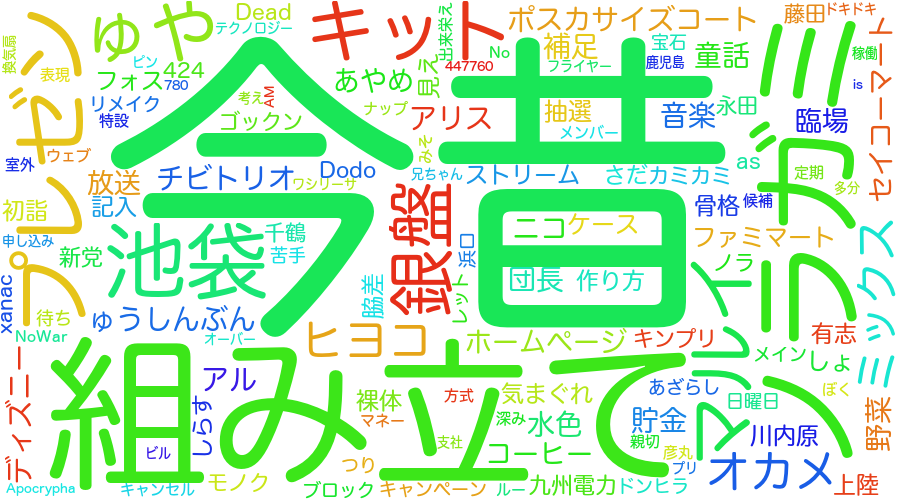 Dead
テクノロジー
ピン
780
424
ゅや
キット
出来栄え
No
447760
ポスカサイズコート
フライヤー
補足
宝石
鹿児島
童話
藤田
ドキドキ
稼働
is
換気扇
表現
プレゼン
フォス
リメイク
特設
考え
AM
ゴックン
あやめ
ナップ
見え
みそ
アリス
抽選
メンバー
音楽
永田
臨場
ガラミ
セイコーマート
室外
ウェブ
放送
今昔
チビトリオ
ワシリーサ
Dodo
兄ちゃん
ストリーム
さだカミカミ
as
定期
多分
初詣
記入
銀盤
骨格
候補
申し込み
新党
池袋
千鶴
苦手
浜口
ニコ
ケース
ファミマート
ノラ
ミックス
xanac
待ち
脇差
レット
団長
作り方
マルイ
NoWar
ゅうしんぶん
オーバー
ヒヨコ
ホームページ
キンプリ
有志
メイン
しょ
ディズニー
組み立て
アル
裸体
マネー
方式
気まぐれ
あざらし
日曜日
ぼく
しらす
深み
水色
貯金
親切
川内原
野菜
ビル
支社
コーヒー
彦丸
Apocrypha
キャンセル
モノク
つり
ブロック
キャンペーン
ルー
九州電力
ドンヒラ
プリ
オカメ
上陸